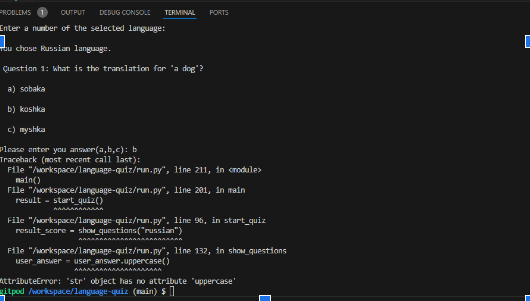 PROBLEMS 1 OUTPUT DEBUG CONSOLE TERMINAL PORTS
Enter a number of the selected language:
You chose Russian language.
Question 1: What is the translation for 'a dog'?
a) sobaka
b) koshka
c) myshka
Please enter you answer(a,b,c): b
Traceback (most recent call last):
File "/workspace/language-quiz/run.py", line 211, in <module>
main()
File "/workspace/language-quiz/run.py", line 201, in main
result = start_quiz()
^^^^^^^^^^^^
File "/workspace/language-quiz/run.py", line 96, in start_quiz
result_score = show_questions("russian")
^^^^^^^^^^^^^^^^^^^^^^^^^
File "/workspace/language-quiz/run.py", line 132, in show_questions
user_answer = user_answer.uppercase()
^^^^^^^^^^^^^^^^^^^^^
AttributeError: 'str' object has no attribute 'uppercase'
gitpod /workspace/language-quiz (main) $